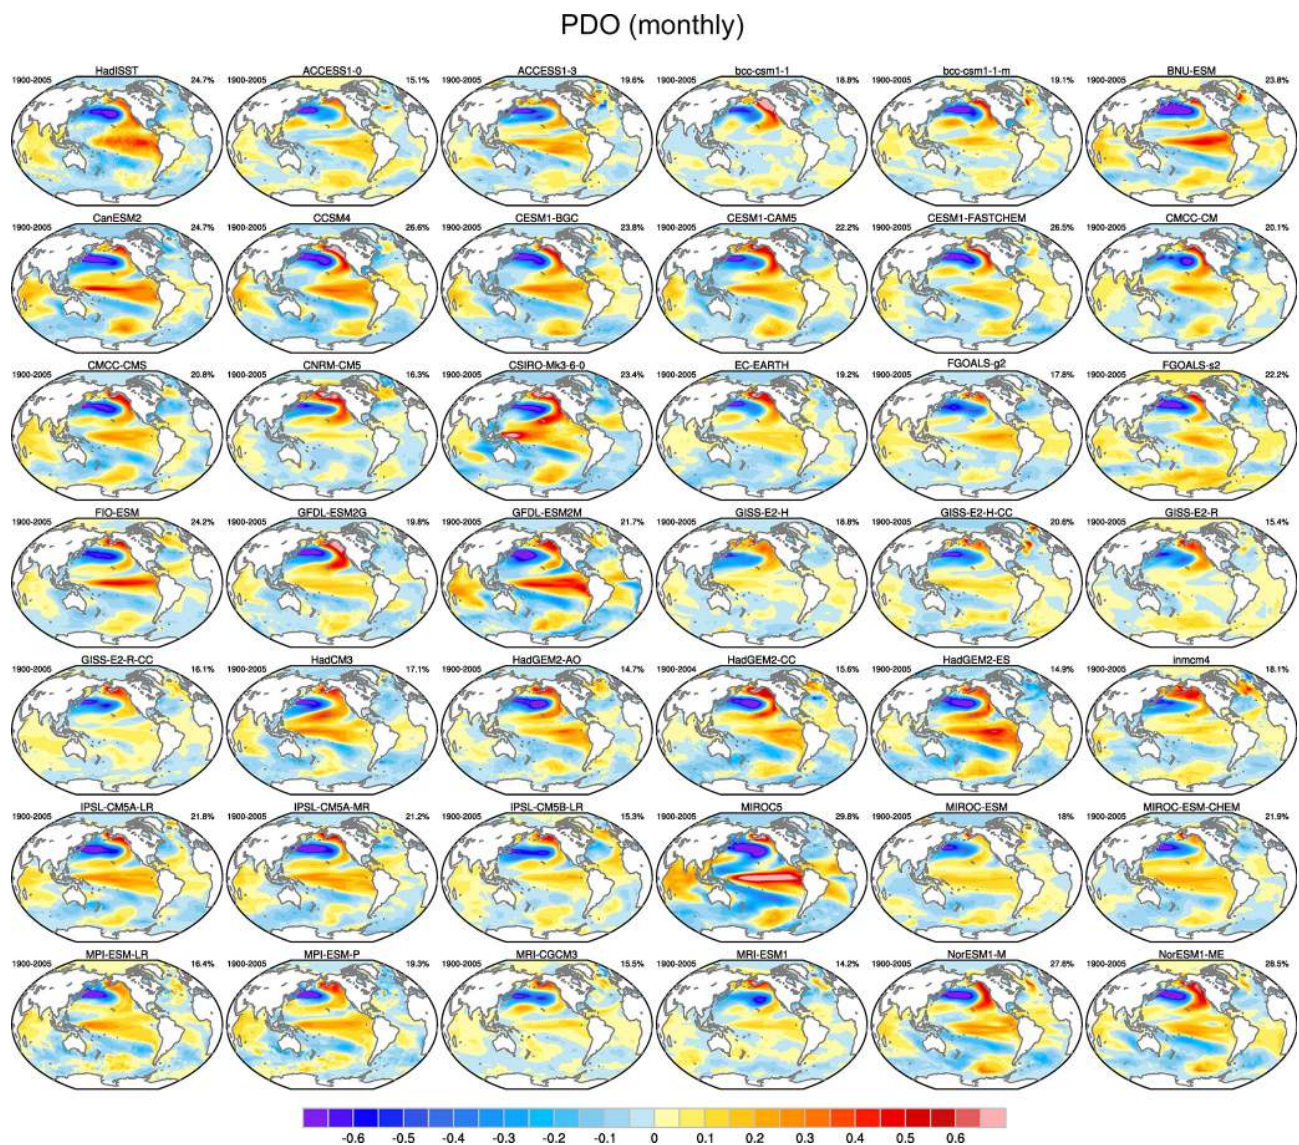 PDO (monthly)
HadISST ACCESS1-0 ACCESS1-3 bcc-csm1-1 bcc-csm1-1-m BNU-ESM
1900-2005 24.7% 1900-2005 15.1% 1900-2005 19.6% 1900-2005 18.8% 1900-2005 19.1% 1900-2005 23.8%
CanESM2 CCSM4 CESM1-BGC CESM1-CAM5 CESM1-FASTCHEM CMCC-CM
1900-2005 24.7% 1900-2005 26.6% 1900-2005 23.8% 1900-2005 22.2% 1900-2005 26.5% 1900-2005 20.1%
CMCC-CMS CNRM-CM5 CSIRO-Mk3-6-0 EC-EARTH FGOALS-g2 FGOALS-s2
1900-2005 20.8% 1900-2005 16.3% 1900-2005 23.4% 1900-2005 19.2% 1900-2005 17.8% 1900-2005 22.2%
FIO-ESM GFDL-ESM2G GFDL-ESM2M GISS-E2-H GISS-E2-H-CC GISS-E2-R
1900-2005 24.2% 1900-2005 19.8% 1900-2005 21.7% 1900-2005 18.8% 1900-2005 20.6% 1900-2005 15.4%
GISS-E2-R-CC HadCM3 HadGEM2-AO HadGEM2-CC HadGEM2-ES inmcm4
1900-2005 16.1% 1900-2005 17.1% 1900-2005 14.7% 1900-2004 15.6% 1900-2005 14.9% 1900-2005 18.1%
IPSL-CM5A-LR IPSL-CM5A-MR IPSL-CM5B-LR MIROC5 MIROC-ESM MIROC-ESM-CHEM
1900-2005 21.8% 1900-2005 21.2% 1900-2005 15.3% 1900-2005 29.8% 1900-2005 18% 1900-2005 21.9%
MPI-ESM-LR MPI-ESM-P MRI-CGCM3 MRI-ESM1 NorESM1-M NorESM1-ME
1900-2005 16.4% 1900-2005 19.3% 1900-2005 15.5% 1900-2005 14.2% 1900-2005 27.6% 1900-2005 28.5%
-0.6 -0.5 -0.4 -0.3 -0.2 -0.1 0 0.1 0.2 0.3 0.4 0.5 0.6